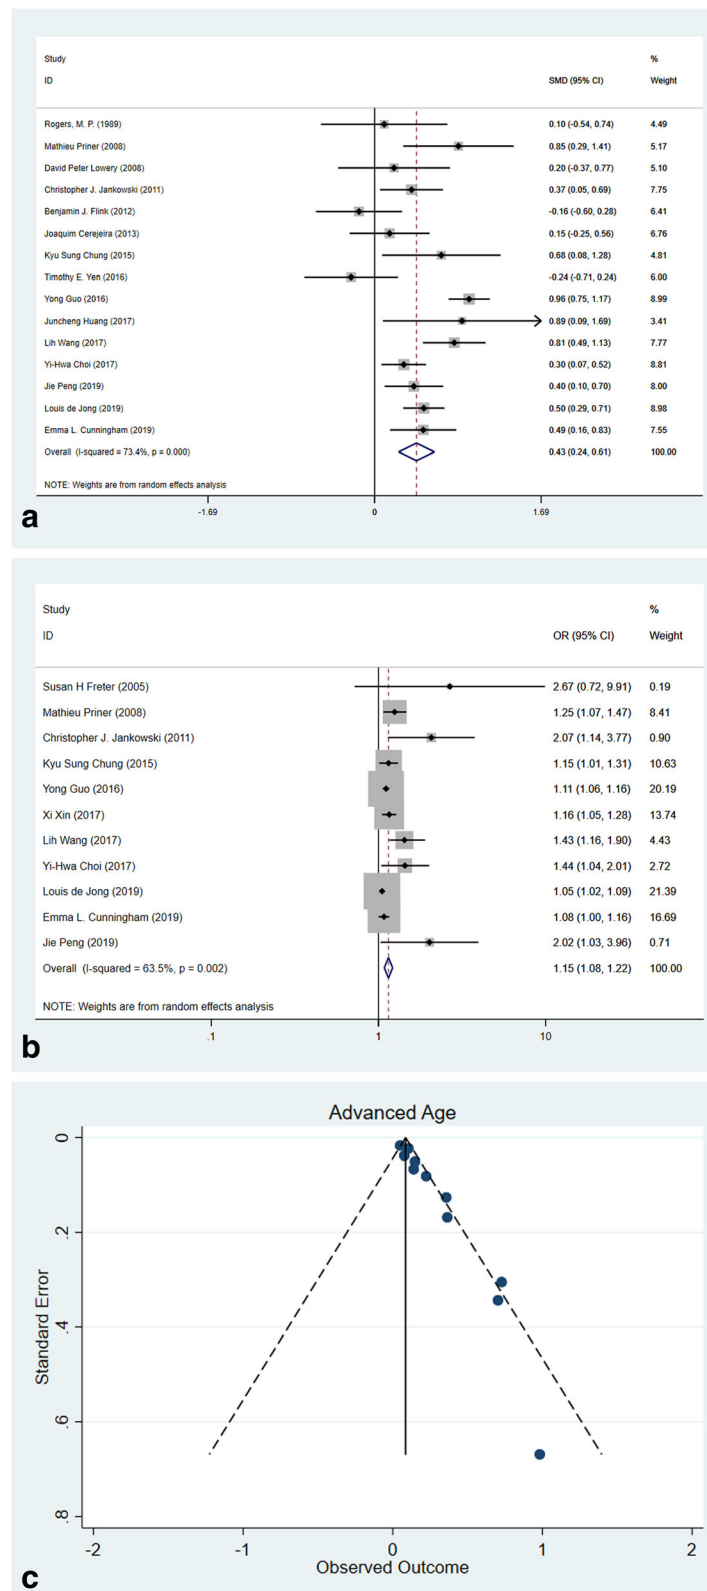 Study %
ID SMD (95% CI) Weight
Rogers, M. P. (1989) 0.10 (-0.54, 0.74) 4.49
Mathieu Priner (2008) 0.85 (0.29, 1.41) 5.17
David Peter Lowery (2008) 0.20 (-0.37, 0.77) 5.10
Christopher J. Jankowski (2011) 0.37 (0.05, 0.69) 7.75
Benjamin J. Flink (2012) -0.16 (-0.60, 0.28) 6.41
Joaquim Cerejeira (2013) 0.15 (-0.25, 0.56) 6.76
Kyu Sung Chung (2015) 0.68 (0.08, 1.28) 4.81
Timothy E. Yen (2016) -0.24 (-0.71, 0.24) 6.00
Yong Guo (2016) 0.96 (0.75, 1.17) 8.99
Juncheng Huang (2017) 0.89 (0.09, 1.69) 3.41
Lih Wang (2017) 0.81 (0.49, 1.13) 7.77
Yi-Hwa Choi (2017) 0.30 (0.07, 0.52) 8.81
Jie Peng (2019) 0.40 (0.10, 0.70) 8.00
Louis de Jong (2019) 0.50 (0.29, 0.71) 8.98
Emma L. Cunningham (2019) 0.49 (0.16, 0.83) 7.55
Overall (I-squared = 73.4%, p = 0.000) 0.43 (0.24, 0.61) 100.00
NOTE: Weights are from random effects analysis
-1.69 0 1.69
a
Study %
ID OR (95% CI) Weight
Susan H Freter (2005) 2.67 (0.72, 9.91) 0.19
Mathieu Priner (2008) 1.25 (1.07, 1.47) 8.41
Christopher J. Jankowski (2011) 2.07 (1.14, 3.77) 0.90
Kyu Sung Chung (2015) 1.15 (1.01, 1.31) 10.63
Yong Guo (2016) 1.11 (1.06, 1.16) 20.19
Xi Xin (2017) 1.16 (1.05, 1.28) 13.74
Lih Wang (2017) 1.43 (1.16, 1.90) 4.43
Yi-Hwa Choi (2017) 1.44 (1.04, 2.01) 2.72
Louis de Jong (2019) 1.05 (1.02, 1.09) 21.39
Emma L. Cunningham (2019) 1.08 (1.00, 1.16) 16.69
Jie Peng (2019) 2.02 (1.03, 3.96) 0.71
Overall (I-squared = 63.5%, p = 0.002) 1.15 (1.08, 1.22) 100.00
NOTE: Weights are from random effects analysis
.1 1 10
b
Advanced Age
Standard Error
0
.2
.4
.6
.8
-2 -1 0 1 2
Observed Outcome
c